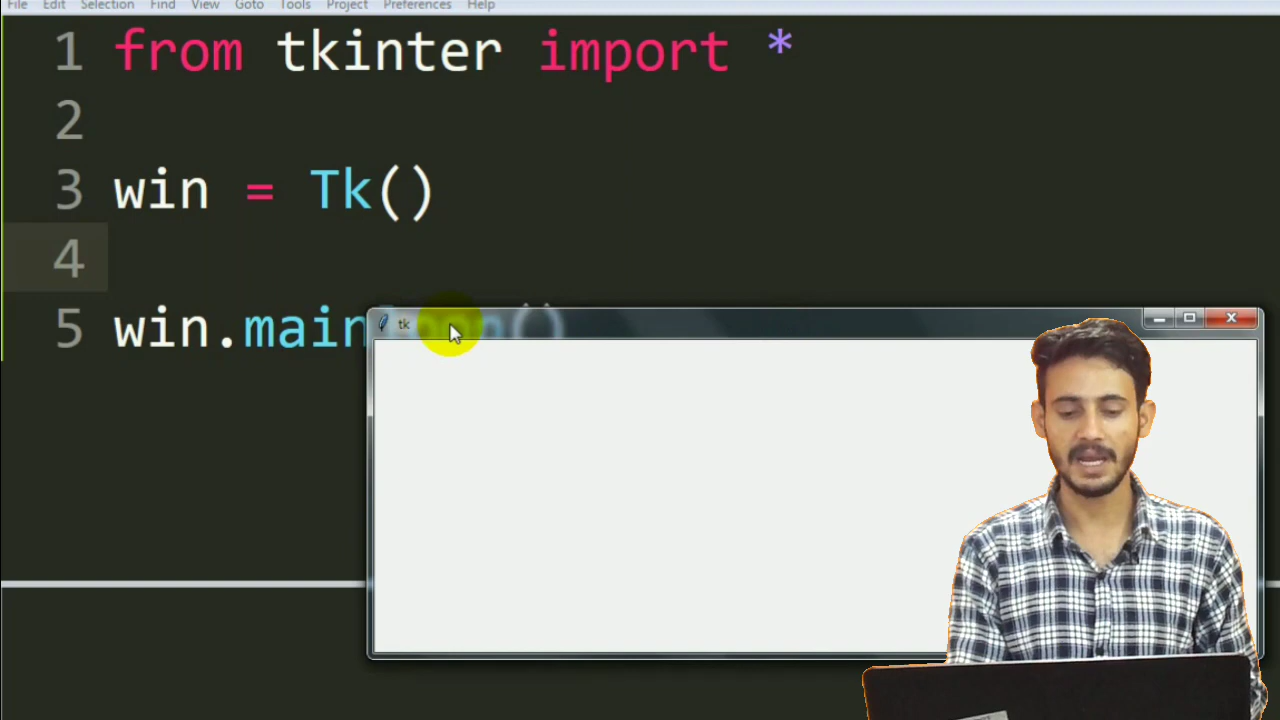 File Edit Selection Find View Goto Tools Project Preferences Help
1 from tkinter import *
2
3 win = Tk()
4
5 win.mainloop()
tk